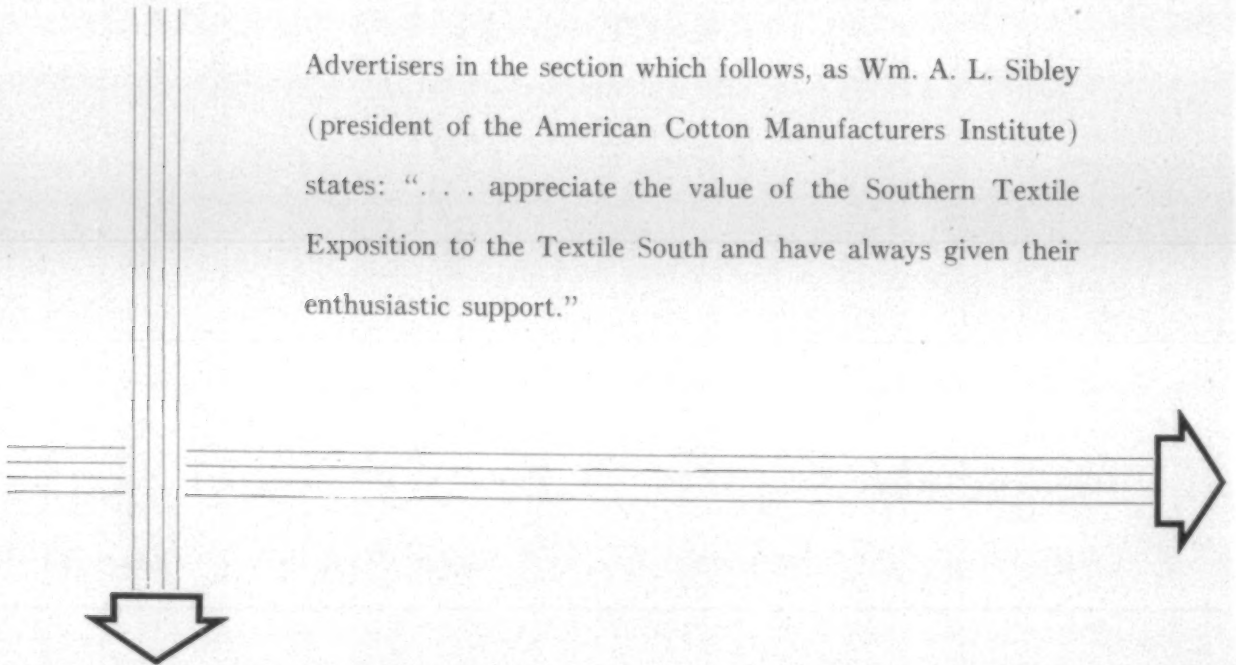 Advertisers in the section which follows, as Wm. A. L. Sibley
(president of the American Cotton Manufacturers Institute)
states: “. . . appreciate the value of the Southern Textile
Exposition to the Textile South and have always given their
enthusiastic support.”